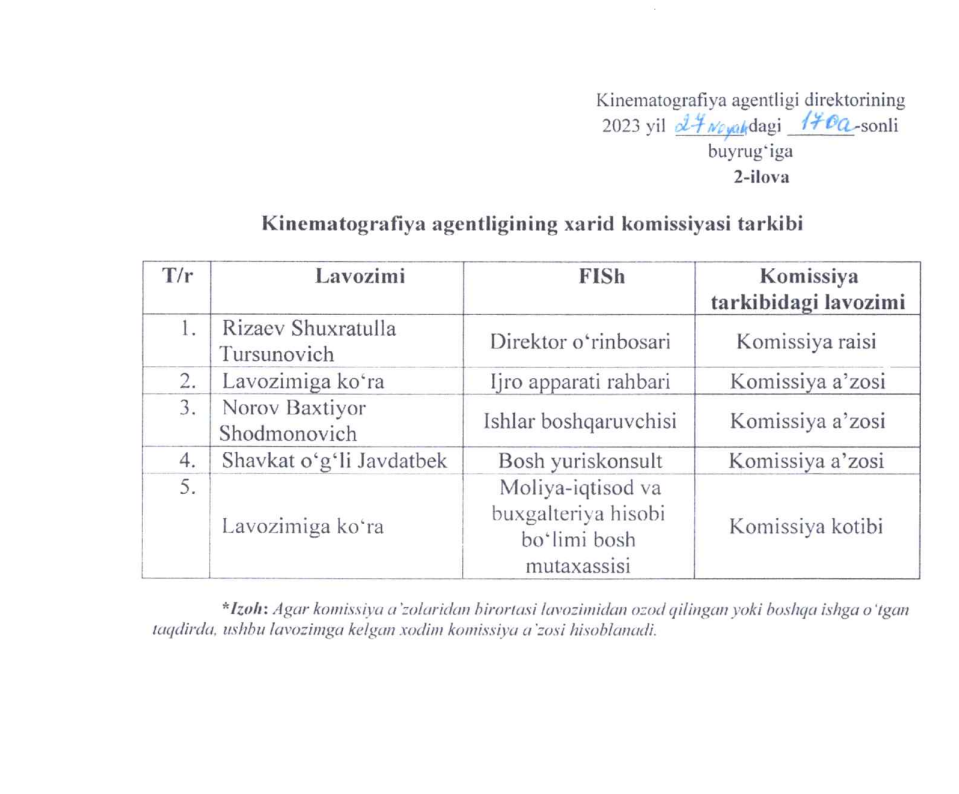 Kinematografiya agentligi direktorining
2023 yil 27 Noyabdagi 170a-sonli
buyrug‘iga
2-ilova
Kinematografiya agentligining xarid komissiyasi tarkibi
T/r Lavozimi FISh Komissiya
tarkibidagi lavozimi
1. Rizaev Shuxratulla
Tursunovich
Direktor o‘rinbosari Komissiya raisi
2. Lavozimiga ko‘ra Ijro apparati rahbari Komissiya a’zosi
3. Norov Baxtiyor
Shodmonovich
Ishlar boshqaruvchisi Komissiya a’zosi
4. Shavkat o‘g‘li Javdatbek Bosh yuriskonsult Komissiya a’zosi
5. Lavozimiga ko‘ra
Moliya-iqtisod va
buxgalteriya hisobi
bo‘limi bosh
mutaxassisi
Komissiya kotibi
*Izoh: Agar komissiya a’zolaridan birortasi lavozimidan ozod qilingan yoki boshqa ishga o‘tgan
taqdirda, ushbu lavozimga kelgan xodim komissiya a’zosi hisoblanadi.